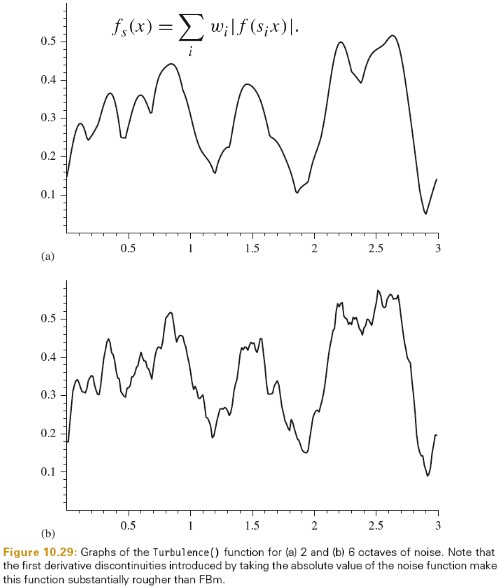 f_s(x) = ∑_i w_i|f(s_i x)|.
0.5
0.4
0.3
0.2
0.1
0.5 1 1.5 2 2.5 3
(a)
0.5
0.4
0.3
0.2
0.1
0.5 1 1.5 2 2.5 3
(b)
Figure 10.29: Graphs of the Turbulence() function for (a) 2 and (b) 6 octaves of noise. Note that
the first derivative discontinuities introduced by taking the absolute value of the noise function make
this function substantially rougher than FBm.